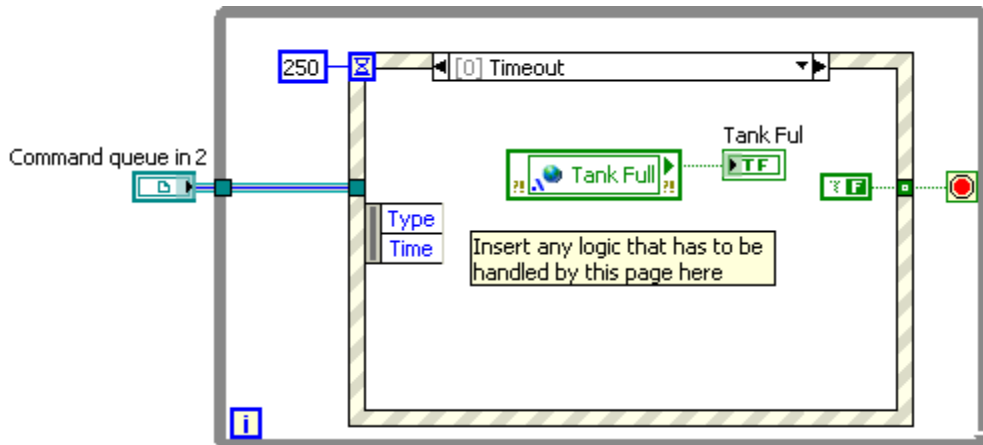 250
[0] Timeout
Command queue in 2
Tank Full
Tank Ful
TF
F
Type
Time
Insert any logic that has to be
handled by this page here
i